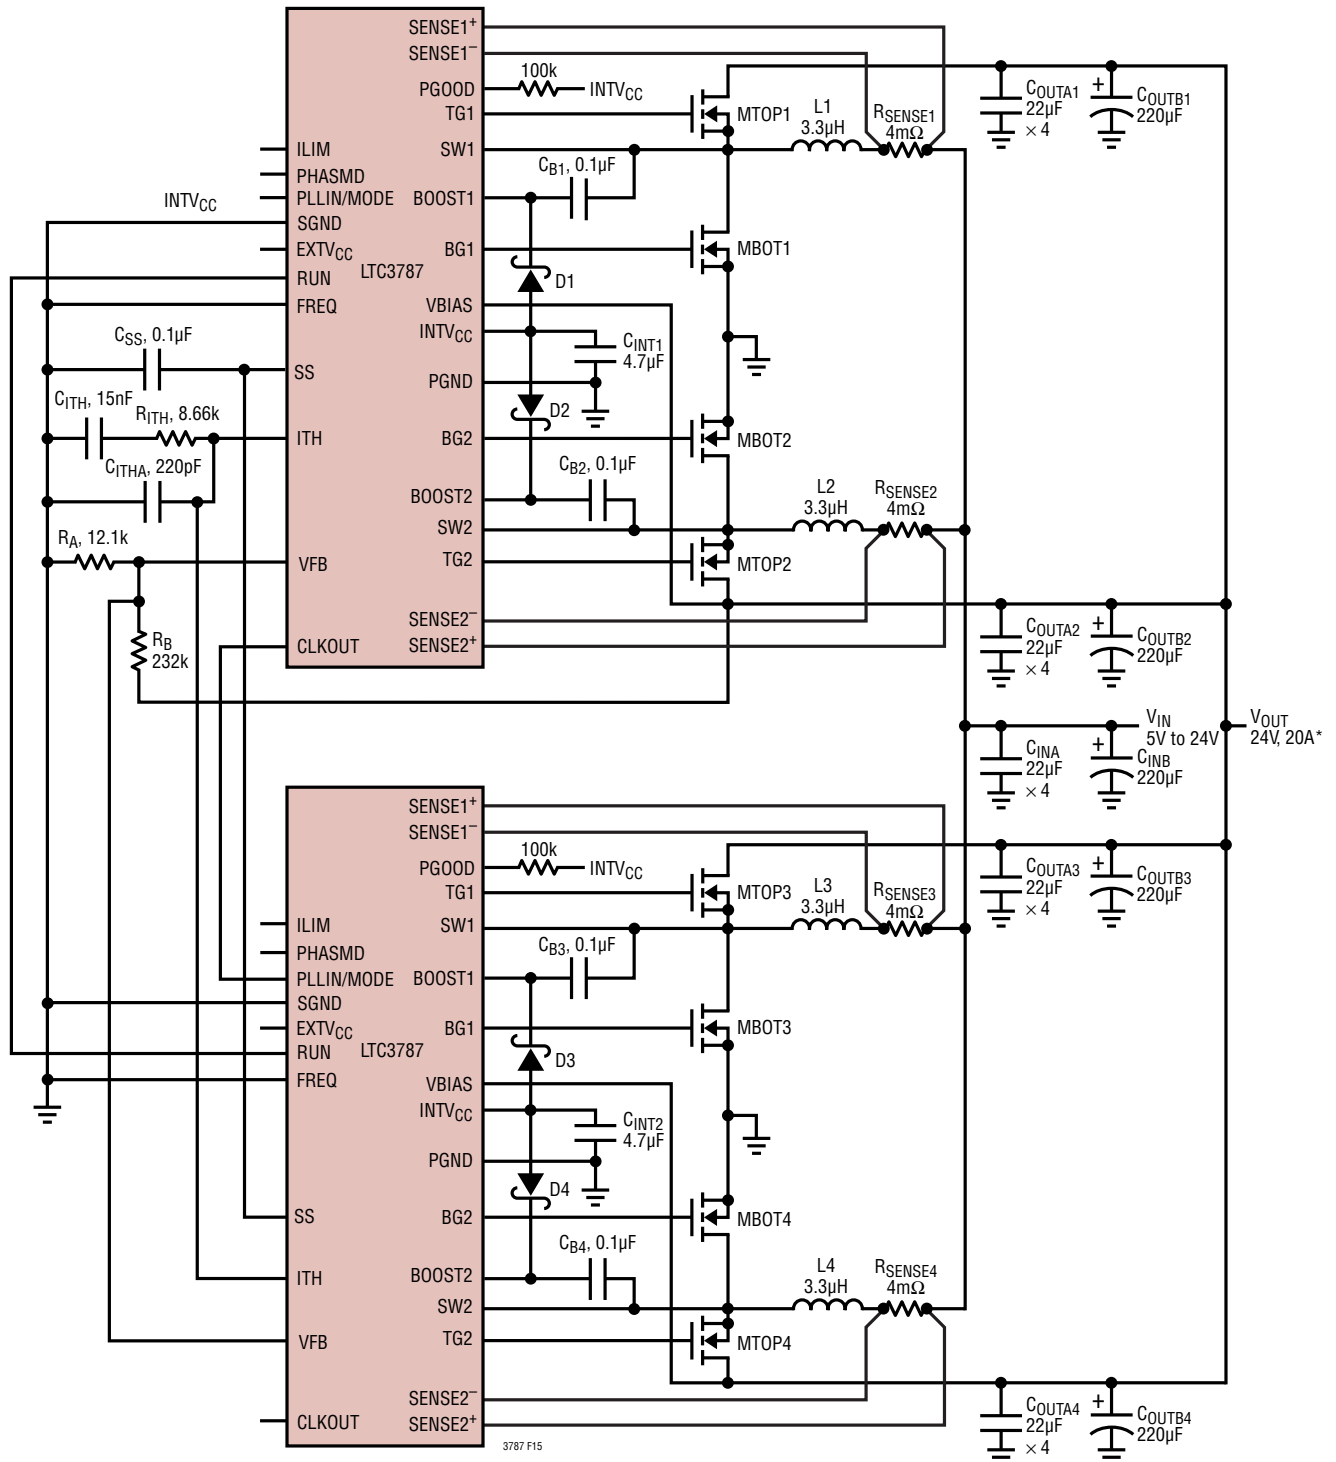 SENSE1+
SENSE1–
100k
PGOOD
INTVCC
TG1
MTOP1
L1
3.3µH
RSENSE1
4mΩ
COUTA1
22µF
× 4
+
COUTB1
220µF
ILIM
SW1
PHASMD
CB1, 0.1µF
INTVCC
PLLIN/MODE
BOOST1
SGND
EXTVCC
BG1
MBOT1
LTC3787
RUN
D1
FREQ
VBIAS
INTVCC
CSS, 0.1µF
CINT1
4.7µF
SS
PGND
CITH, 15nF
RITH, 8.66k
D2
ITH
BG2
MBOT2
CITHA, 220pF
CB2, 0.1µF
BOOST2
L2
3.3µH
RSENSE2
4mΩ
SW2
RA, 12.1k
VFB
TG2
MTOP2
SENSE2–
RB
232k
CLKOUT
SENSE2+
COUTA2
22µF
× 4
+
COUTB2
220µF
VIN
5V to 24V
VOUT
24V, 20A*
CINA
22µF
× 4
+
CINB
220µF
SENSE1+
SENSE1–
100k
PGOOD
INTVCC
TG1
MTOP3
L3
3.3µH
RSENSE3
4mΩ
COUTA3
22µF
× 4
+
COUTB3
220µF
ILIM
SW1
PHASMD
CB3, 0.1µF
PLLIN/MODE
BOOST1
SGND
EXTVCC
BG1
MBOT3
RUN
LTC3787
D3
FREQ
VBIAS
INTVCC
CINT2
4.7µF
PGND
D4
SS
BG2
MBOT4
CB4, 0.1µF
ITH
BOOST2
L4
3.3µH
RSENSE4
4mΩ
SW2
VFB
TG2
MTOP4
SENSE2–
CLKOUT
SENSE2+
COUTA4
22µF
× 4
+
COUTB4
220µF
3787 F15